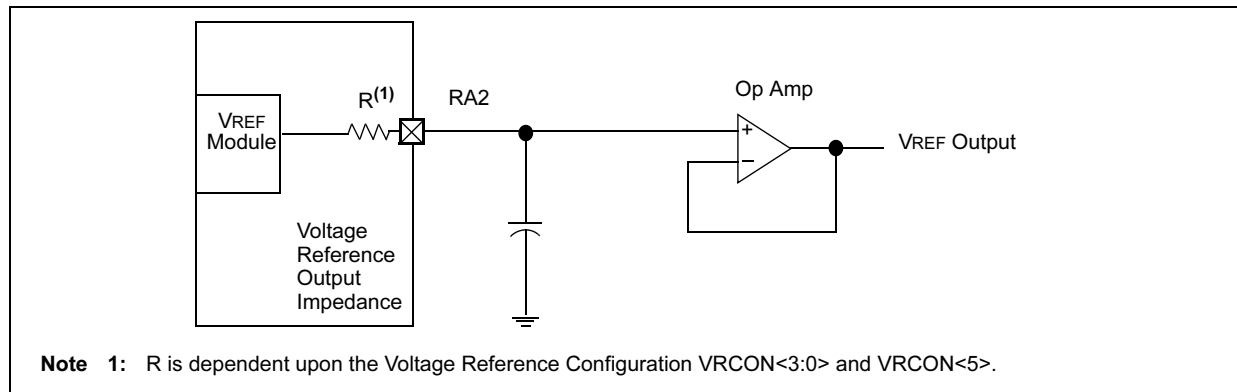 R(1)
RA2
Op Amp
VREF
Module
+
−
VREF Output
Voltage
Reference
Output
Impedance
Note 1: R is dependent upon the Voltage Reference Configuration VRCON<3:0> and VRCON<5>.